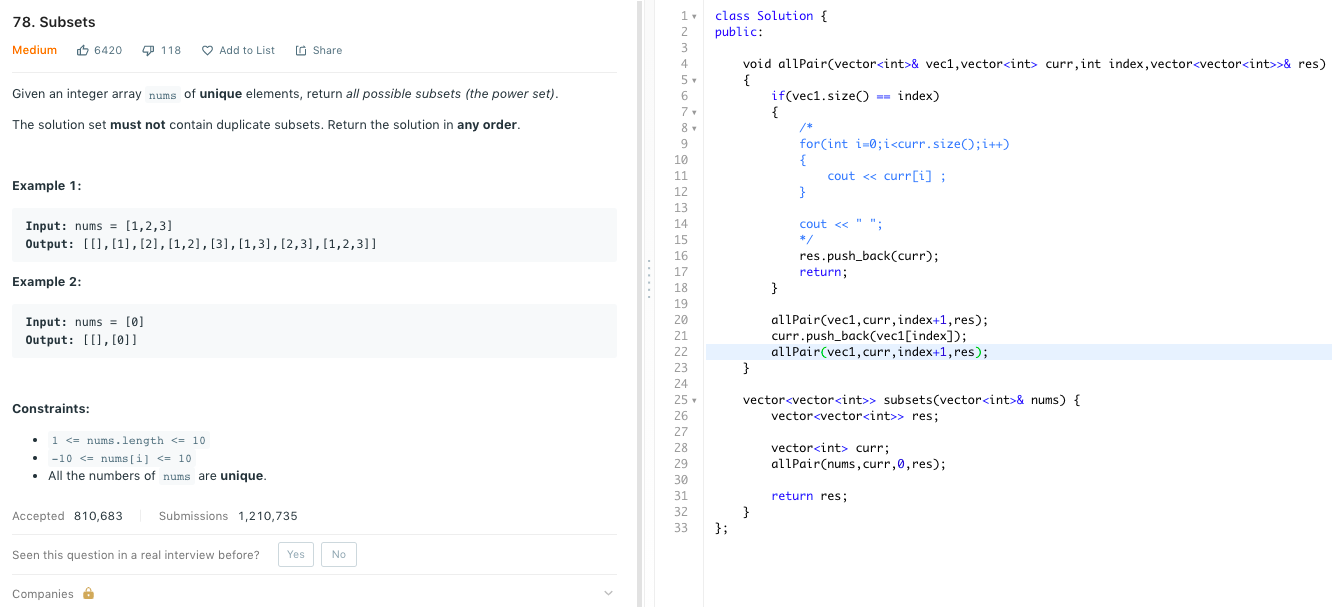 78. Subsets
Medium 6420 118 Add to List Share
Given an integer array nums of unique elements, return all possible subsets (the power set).
The solution set must not contain duplicate subsets. Return the solution in any order.
Example 1:
Input: nums = [1,2,3]
Output: [[],[1],[2],[1,2],[3],[1,3],[2,3],[1,2,3]]
Example 2:
Input: nums = [0]
Output: [[],[0]]
Constraints:
• 1 <= nums.length <= 10
• -10 <= nums[i] <= 10
• All the numbers of nums are unique.
Accepted 810,683 Submissions 1,210,735
Seen this question in a real interview before? Yes No
Companies
1 class Solution {
2 public:
3
4 void allPair(vector<int>& vec1,vector<int> curr,int index,vector<vector<int>>& res)
5 {
6 if(vec1.size() == index)
7 {
8 /*
9 for(int i=0;i<curr.size();i++)
10 {
11 cout << curr[i] ;
12 }
13
14 cout << " ";
15 */
16 res.push_back(curr);
17 return;
18 }
19
20 allPair(vec1,curr,index+1,res);
21 curr.push_back(vec1[index]);
22 allPair(vec1,curr,index+1,res);
23 }
24
25 vector<vector<int>> subsets(vector<int>& nums) {
26 vector<vector<int>> res;
27
28 vector<int> curr;
29 allPair(nums,curr,0,res);
30
31 return res;
32 }
33 };